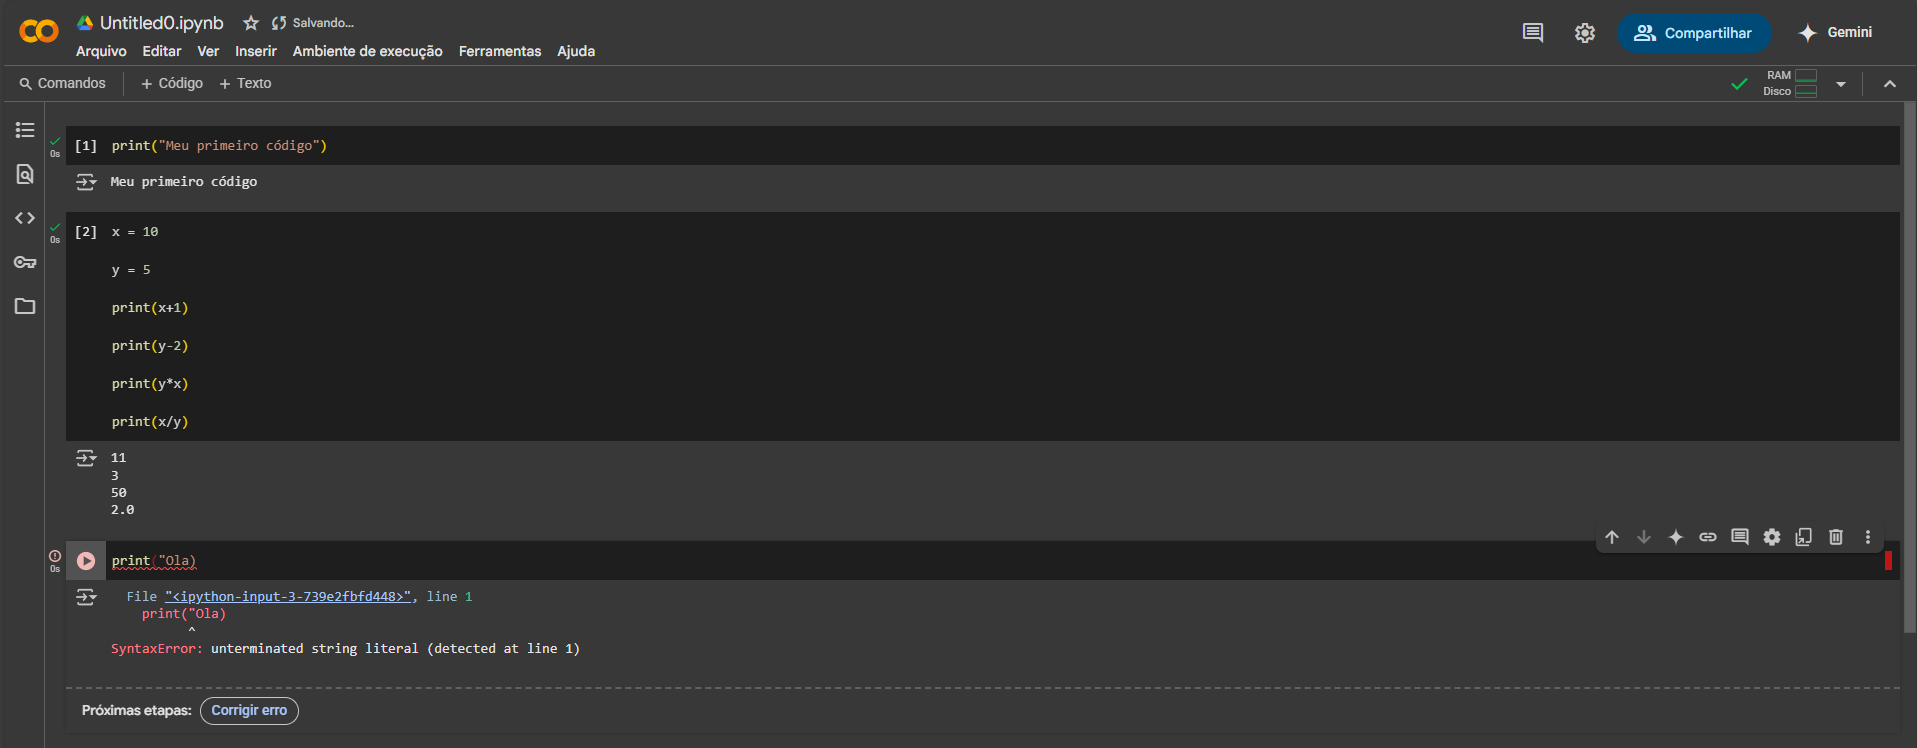 Untitled0.ipynb Salvando...
Arquivo Editar Ver Inserir Ambiente de execução Ferramentas Ajuda
Compartilhar
Gemini
Comandos + Código + Texto
RAM
Disco
0s
[1] print("Meu primeiro código")
Meu primeiro código
0s
[2] x = 10
y = 5
print(x+1)
print(y-2)
print(y*x)
print(x/y)
11
3
50
2.0
0s
print("Ola)
File "<ipython-input-3-739e2fbfd448>", line 1
print("Ola)
^
SyntaxError: unterminated string literal (detected at line 1)
Próximas etapas: Corrigir erro